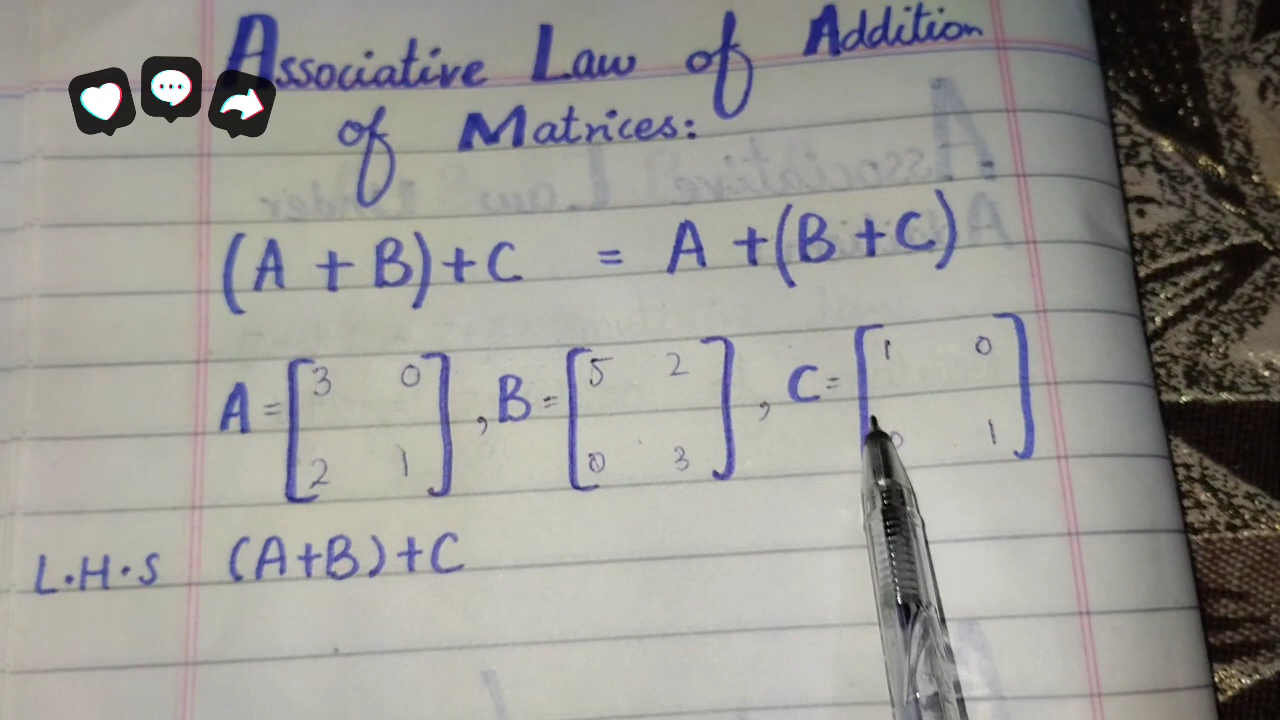 Associative Law of Addition
of Matrices:
(A + B) + C = A + (B + C)
A = [3 0], B = [5 2], C = [1 0]
[2 1] [0 3] [0 1]
L.H.S (A+B)+C